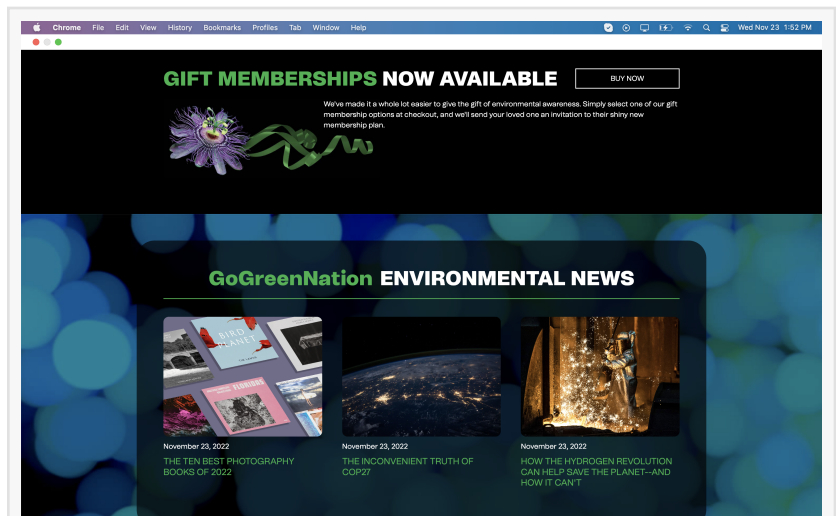 Chrome File Edit View History Bookmarks Profiles Tab Window Help Wed Nov 23 1:52 PM
GIFT MEMBERSHIPS NOW AVAILABLE
BUY NOW
We've made it a whole lot easier to give the gift of environmental awareness. Simply select one of our gift
membership options at checkout, and we'll send your loved one an invitation to their shiny new
membership plan.
GoGreenNation ENVIRONMENTAL NEWS
BIRD
PLANET
FLORIOUS
November 23, 2022
THE TEN BEST PHOTOGRAPHY
BOOKS OF 2022
November 23, 2022
THE INCONVENIENT TRUTH OF
COP27
November 23, 2022
HOW THE HYDROGEN REVOLUTION
CAN HELP SAVE THE PLANET--AND
HOW IT CAN'T